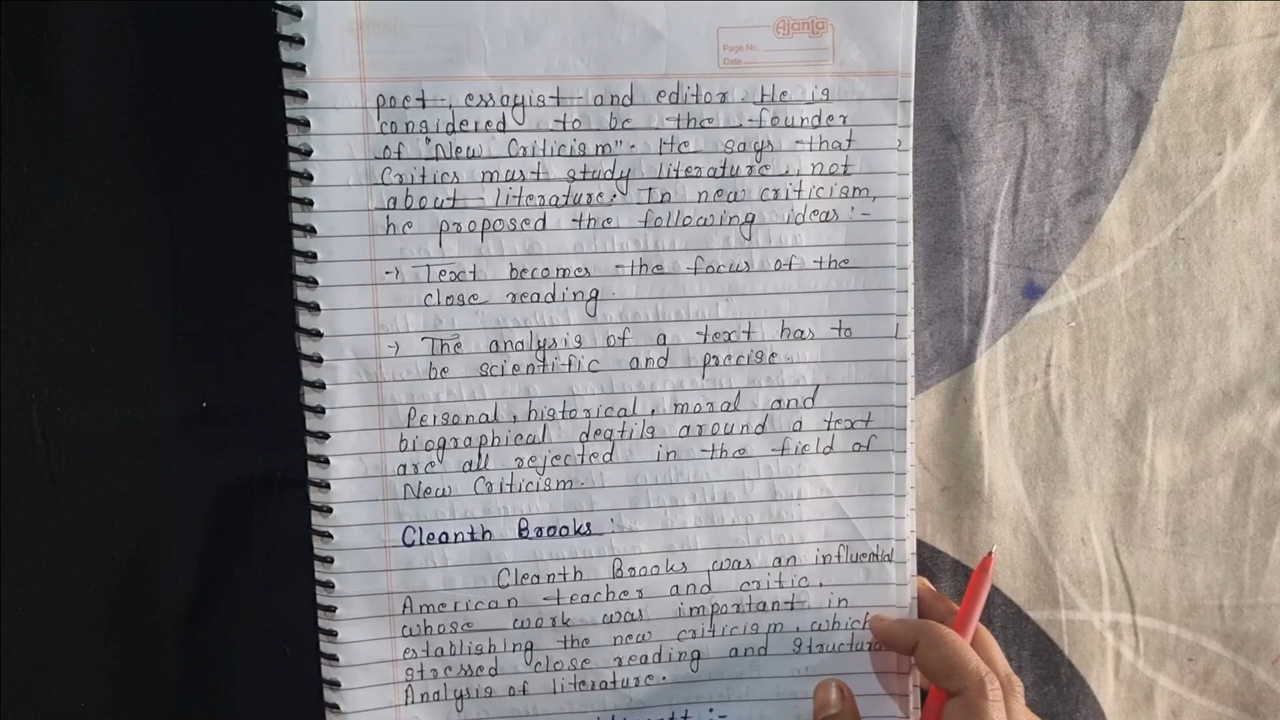 Ajanta
Page No.
Date
poet, essayist and editor. He is
considered to be the founder
of "New Criticism". He says that
Critics must study literature, not
about literature. In new criticism,
he proposed the following ideas:-
→ Text becomes the focus of the
close reading.
→ The analysis of a text has to
be scientific and precise.
Personal, historical, moral and
biographical deatils around a text
are all rejected in the field of
New Criticism.
Cleanth Brooks:
Cleanth Brooks was an influential
American teacher and critic,
whose work was important in
establishing the new criticism, which
stressed close reading and structural
Analysis of literature.